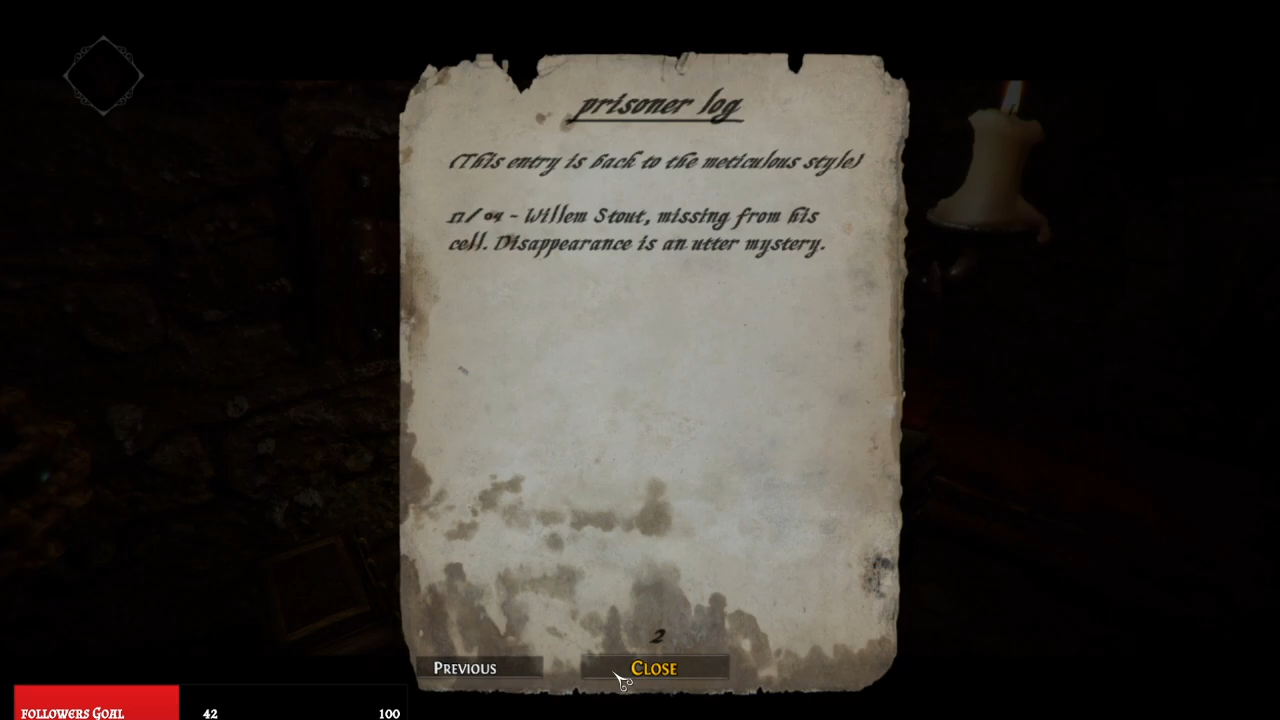 prisoner log
(This entry is back to the meticulous style)
17/04 - Willem Stout, missing from his
cell. Disappearance is an utter mystery.
2
Previous
Close
Followers Goal
42
100